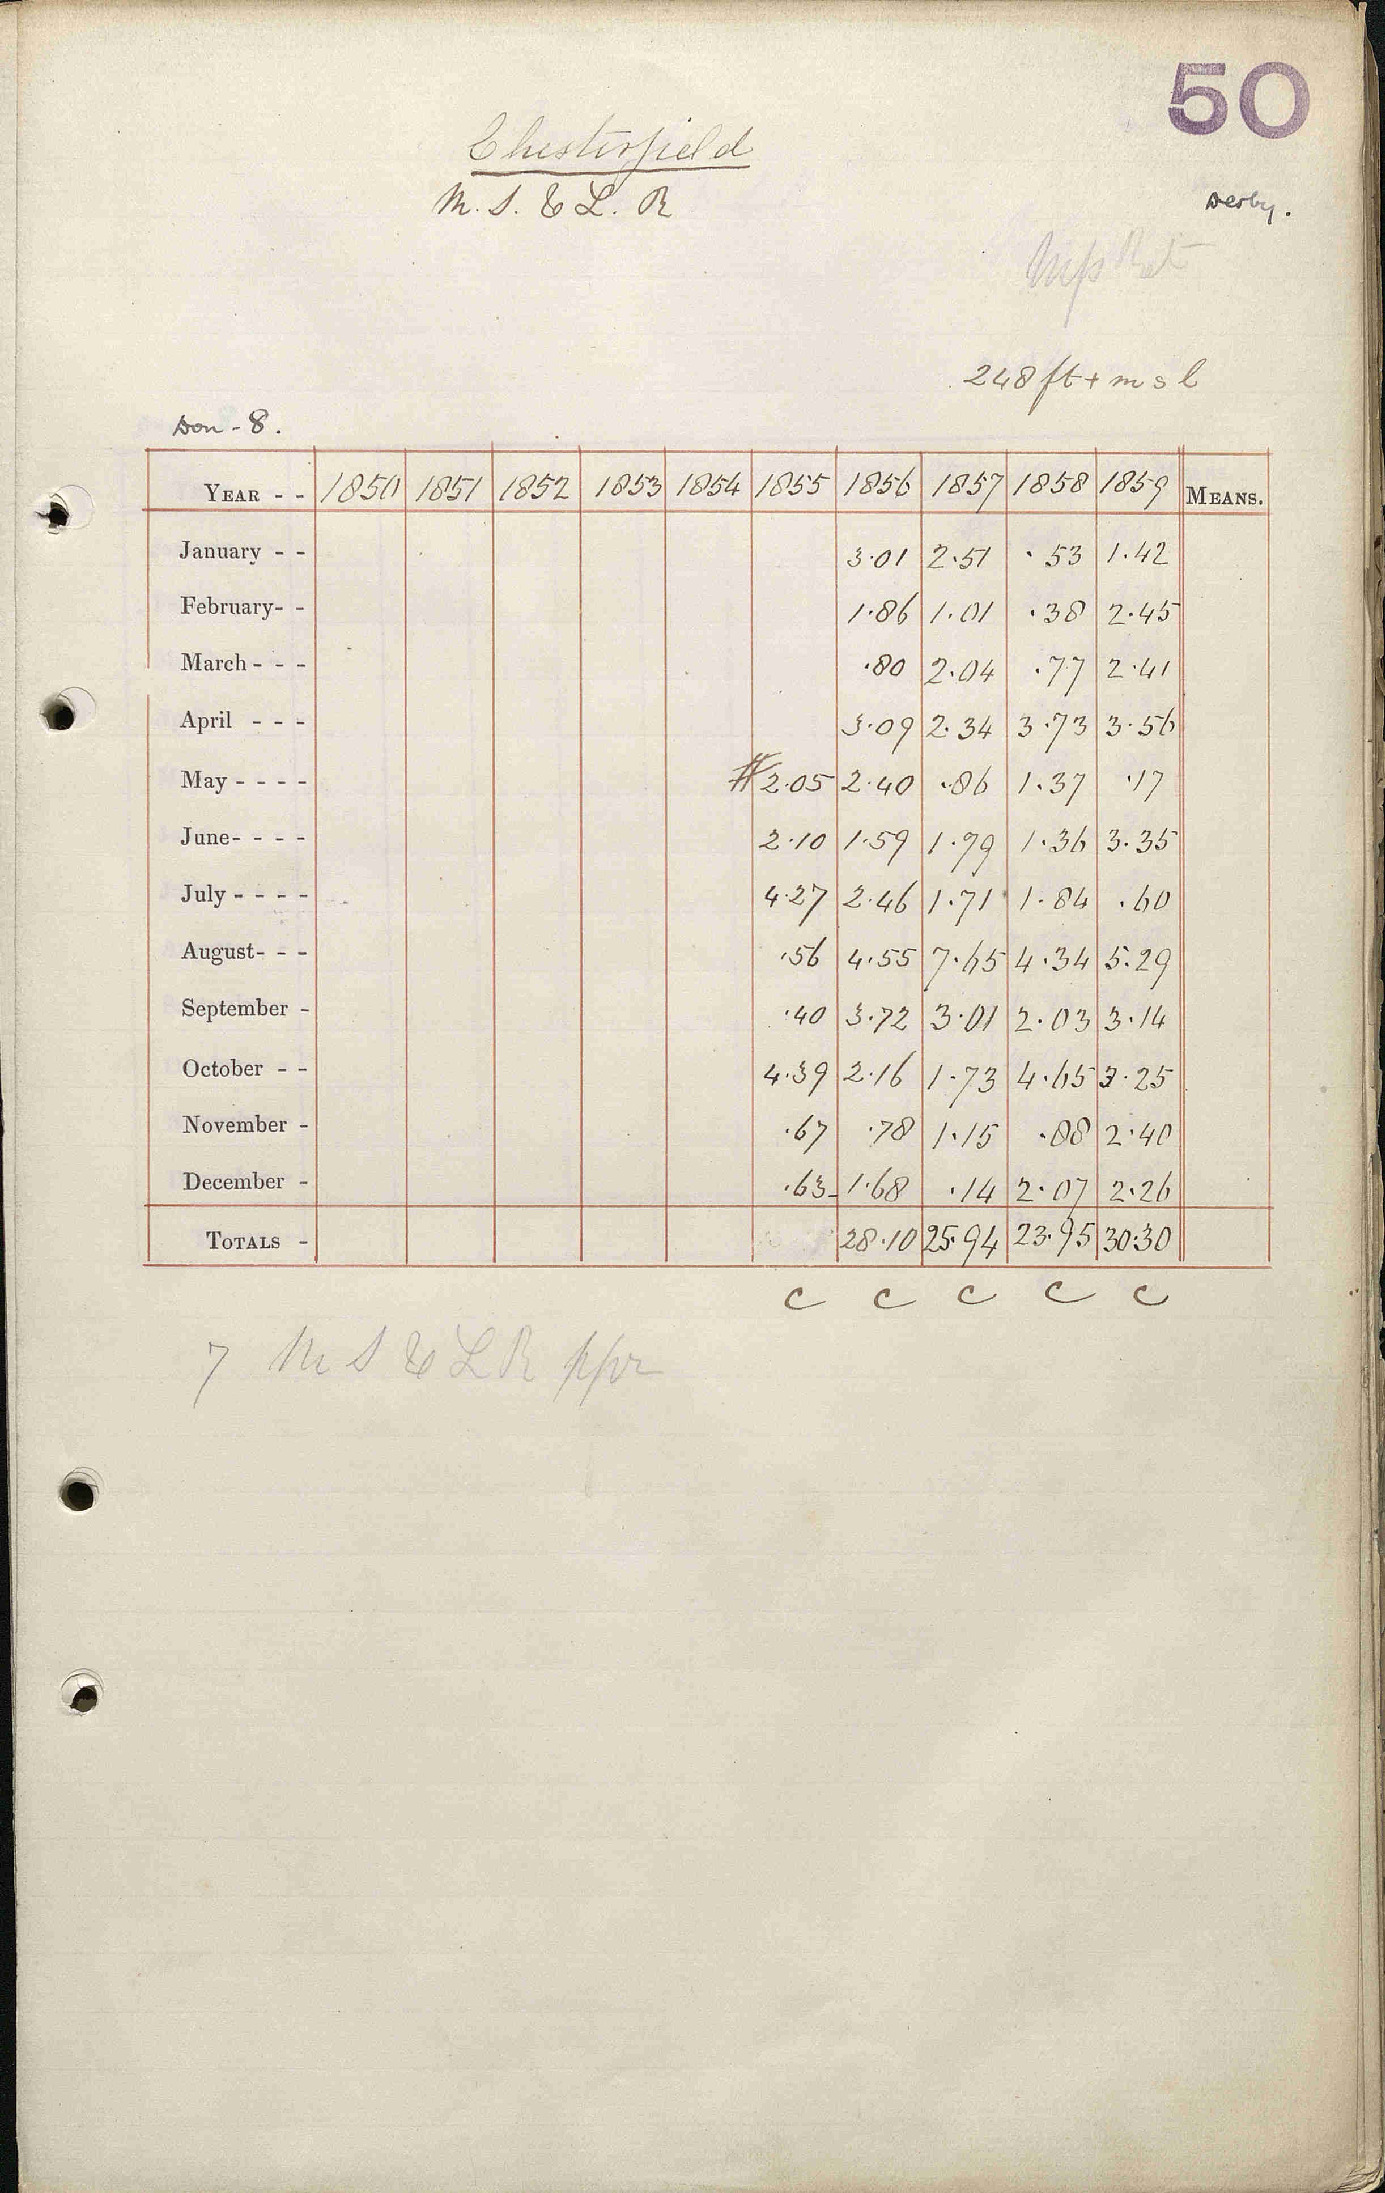 50
Chesterfield
M. S. & L. R
Derby.
248 ft + m s l
Don - 8.
YEAR - - 1850 1851 1852 1853 1854 1855 1856 1857 1858 1859 MEANS.
January - - 3.01 2.51 .53 1.42
February- - 1.86 1.01 .38 2.45
March - - - .80 2.04 .77 2.41
April - - - 3.09 2.34 3.73 3.56
May - - - - # 2.05 2.40 .86 1.37 .17
June- - - - 2.10 1.59 1.79 1.36 3.35
July - - - - 4.27 2.46 1.71 1.84 .60
August- - - .56 4.55 7.65 4.34 5.29
September - .40 3.72 3.01 2.03 3.14
October - - 4.39 2.16 1.73 4.65 3.25
November - .67 .78 1.15 .88 2.40
December - .63 1.68 .14 2.07 2.26
TOTALS - 28.10 25.94 23.95 30.30
C C C C C
7 M S & L R ppr